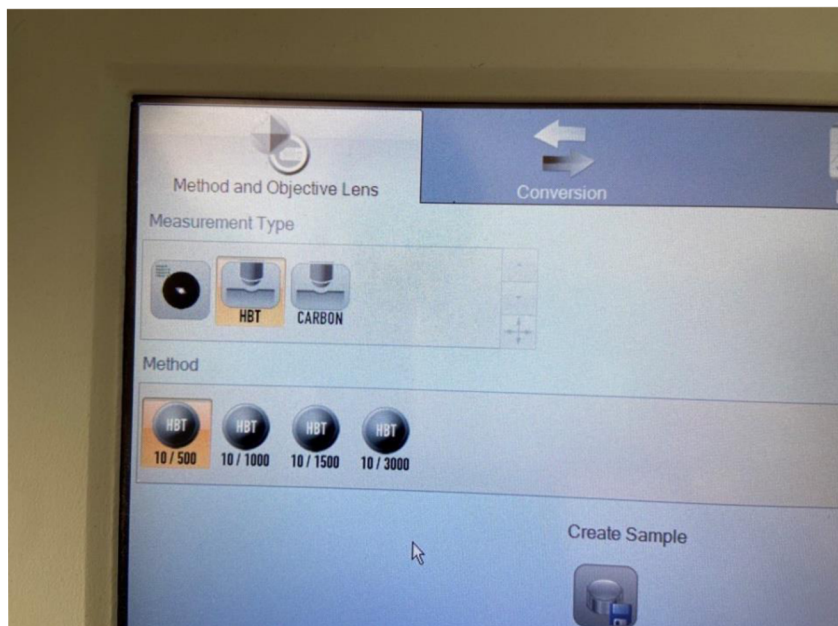 Method and Objective Lens
Conversion
Measurement Type
HBT
CARBON
Method
HBT HBT HBT HBT
10 / 500 10 / 1000 10 / 1500 10 / 3000
Create Sample